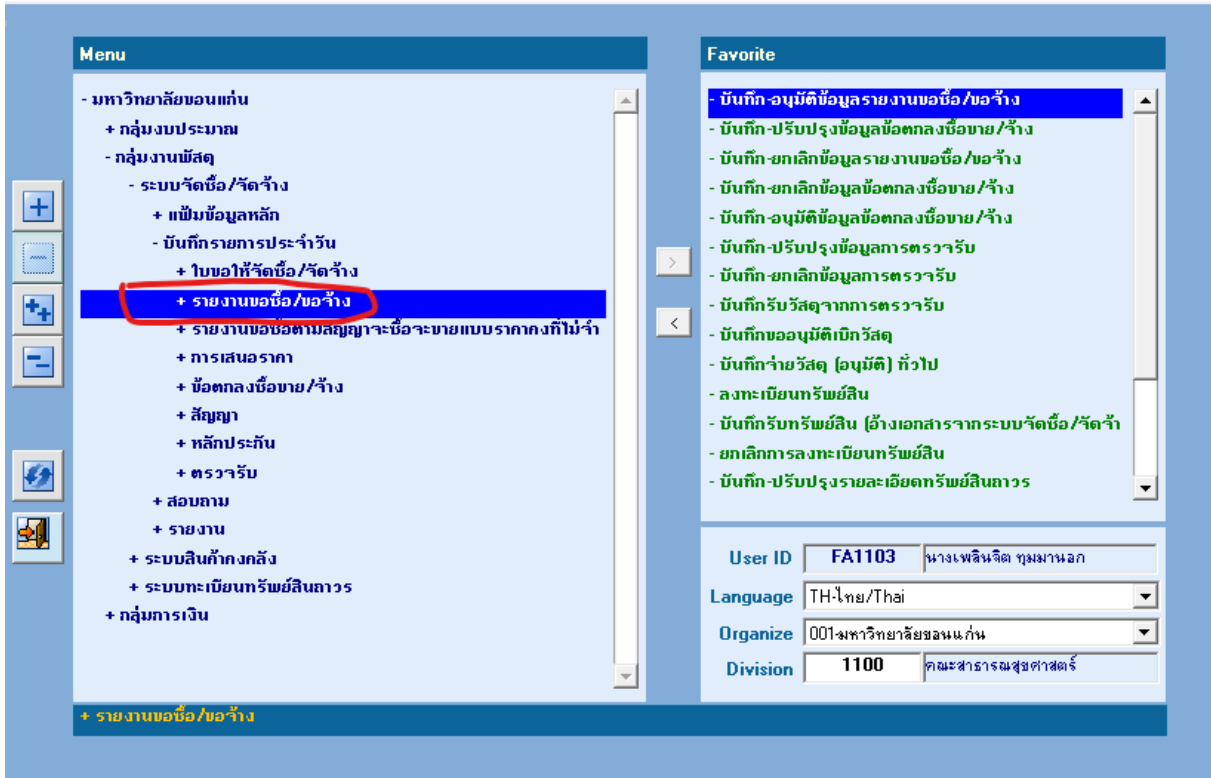 Menu
- มหาวิทยาลัยขอนแก่น
+ กลุ่มงบประมาณ
- กลุ่มงานพัสดุ
- ระบบจัดซื้อ/จัดจ้าง
+ แฟ้มข้อมูลหลัก
- บันทึกรายการประจำวัน
+ ใบขอให้จัดซื้อ/จัดจ้าง
+ รายงานขอซื้อ/ขอจ้าง
+ รายงานขอซื้อตามสัญญาจะซื้อจะขายแบบราคาคงที่ไม่จำ
+ การเสนอราคา
+ ข้อตกลงซื้อขาย/จ้าง
+ สัญญา
+ หลักประกัน
+ ตรวจรับ
+ สอบถาม
+ รายงาน
+ ระบบสินค้าคงคลัง
+ ระบบทะเบียนทรัพย์สินถาวร
+ กลุ่มการเงิน
+ รายงานขอซื้อ/ขอจ้าง
Favorite
- บันทึก-อนุมัติข้อมูลรายงานขอซื้อ/ขอจ้าง
- บันทึก-ปรับปรุงข้อมูลข้อตกลงซื้อขาย/จ้าง
- บันทึก-ยกเลิกข้อมูลรายงานขอซื้อ/ขอจ้าง
- บันทึก-ยกเลิกข้อมูลข้อตกลงซื้อขาย/จ้าง
- บันทึก-อนุมัติข้อมูลข้อตกลงซื้อขาย/จ้าง
- บันทึก-ปรับปรุงข้อมูลการตรวจรับ
- บันทึก-ยกเลิกข้อมูลการตรวจรับ
- บันทึกรับวัสดุจากการตรวจรับ
- บันทึกขออนุมัติเบิกวัสดุ
- บันทึกจ่ายวัสดุ (อนุมัติ) ทั่วไป
- ลงทะเบียนทรัพย์สิน
- บันทึกรับทรัพย์สิน (อ้างเอกสารจากระบบจัดซื้อ/จัดจ้า
- ยกเลิกการลงทะเบียนทรัพย์สิน
- บันทึก-ปรับปรุงรายละเอียดทรัพย์สินถาวร
User ID FA1103 นางเพลินจิต ทุมมานอก
Language TH-ไทย/Thai
Organize 001-มหาวิทยาลัยขอนแก่น
Division 1100 คณะสาธารณสุขศาสตร์